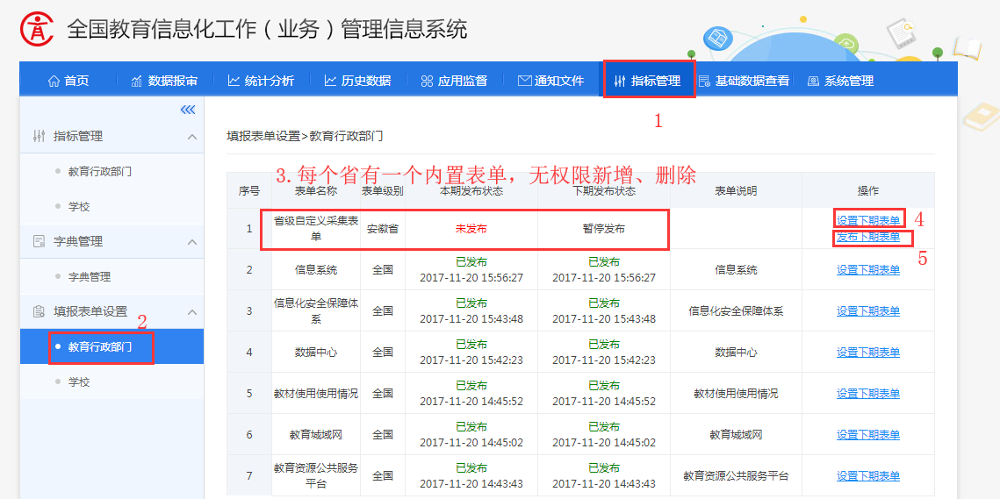 全国教育信息化工作（业务）管理信息系统
首页 数据报审 统计分析 历史数据 应用监督 通知文件 指标管理 基础数据查看 系统管理
1
指标管理
教育行政部门
学校
字典管理
字典管理
填报表单设置
2
教育行政部门
学校
填报表单设置>教育行政部门
3.每个省有一个内置表单，无权限新增、删除
序号 表单名称 表单级别 本期发布状态 下期发布状态 表单说明 操作
1 省级自定义采集表单 安徽省 未发布 暂停发布 设置下期表单 4
发布下期表单 5
2 信息系统 全国 已发布 2017-11-20 15:56:27 已发布 2017-11-20 15:56:27 信息系统 设置下期表单
3 信息化安全保障体系 全国 已发布 2017-11-20 15:43:48 已发布 2017-11-20 15:43:48 信息化安全保障体系 设置下期表单
4 数据中心 全国 已发布 2017-11-20 15:42:23 已发布 2017-11-20 15:42:23 数据中心 设置下期表单
5 教材使用使用情况 全国 已发布 2017-11-20 14:45:52 已发布 2017-11-20 14:45:52 教材使用使用情况 设置下期表单
6 教育城域网 全国 已发布 2017-11-20 14:45:02 已发布 2017-11-20 14:45:02 教育城域网 设置下期表单
7 教育资源公共服务平台 全国 已发布 2017-11-20 14:43:43 已发布 2017-11-20 14:43:43 教育资源公共服务平台 设置下期表单